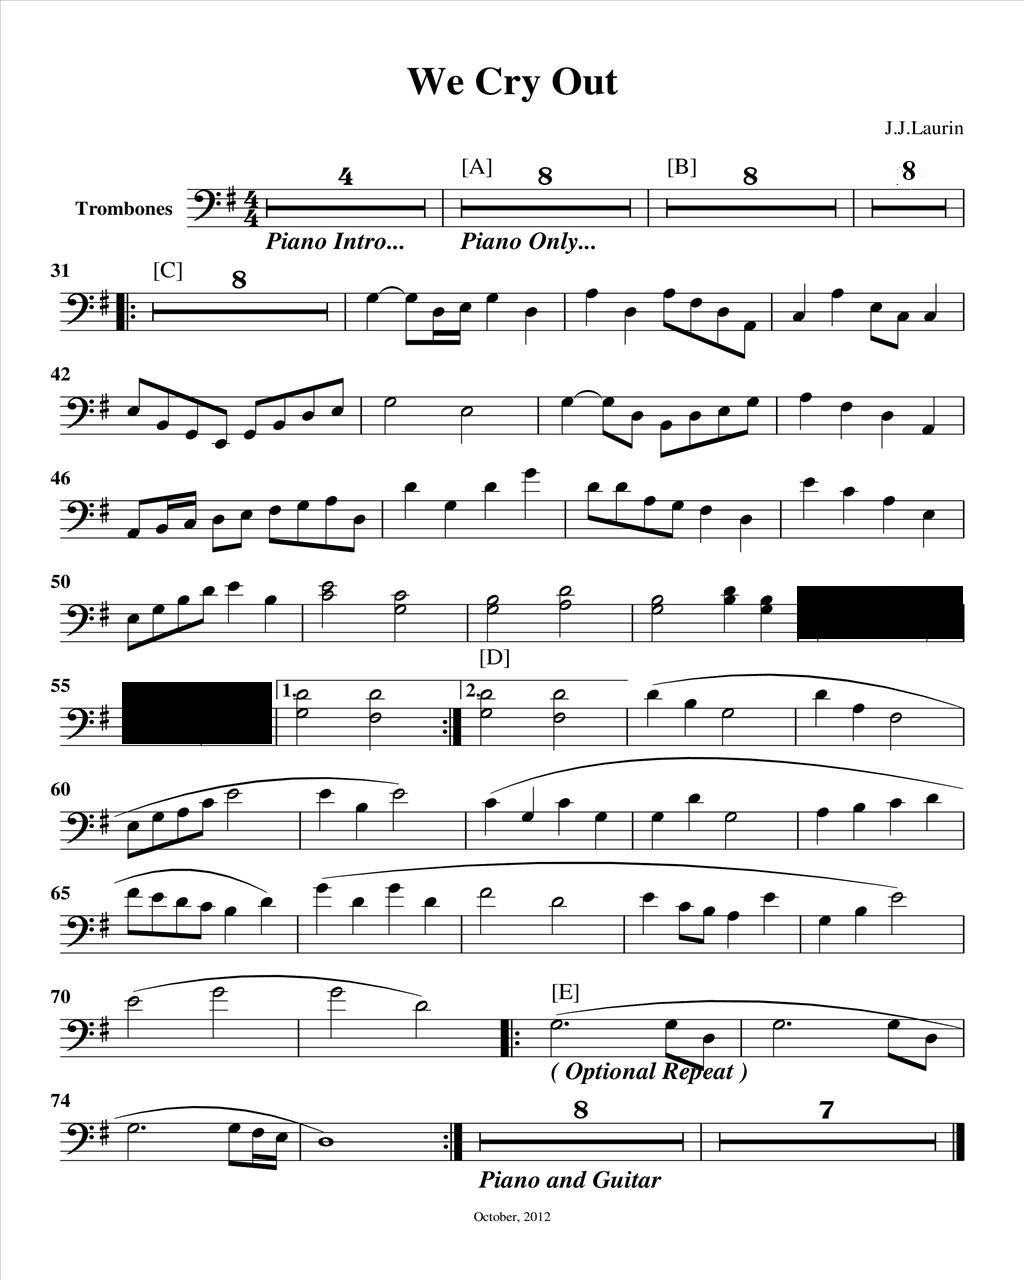 We Cry Out
J.J.Laurin
[A] [B]
4 8 8 8
Trombones 4 4
Piano Intro... Piano Only...
31 [C] 8
42
46
50
[D]
55 1. 2.
60
65
70 [E]
( Optional Repeat )
74 8 7
Piano and Guitar
October, 2012